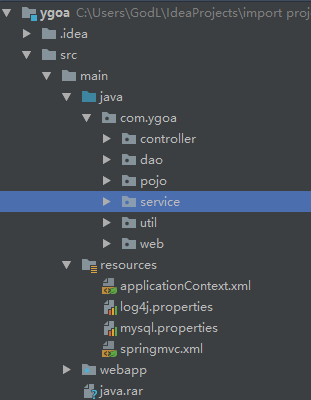 ygoa C:\Users\GodL\IdeaProjects\import proj
.idea
src
main
java
com.ygoa
controller
dao
pojo
service
util
web
resources
applicationContext.xml
log4j.properties
mysql.properties
springmvc.xml
webapp
java.rar